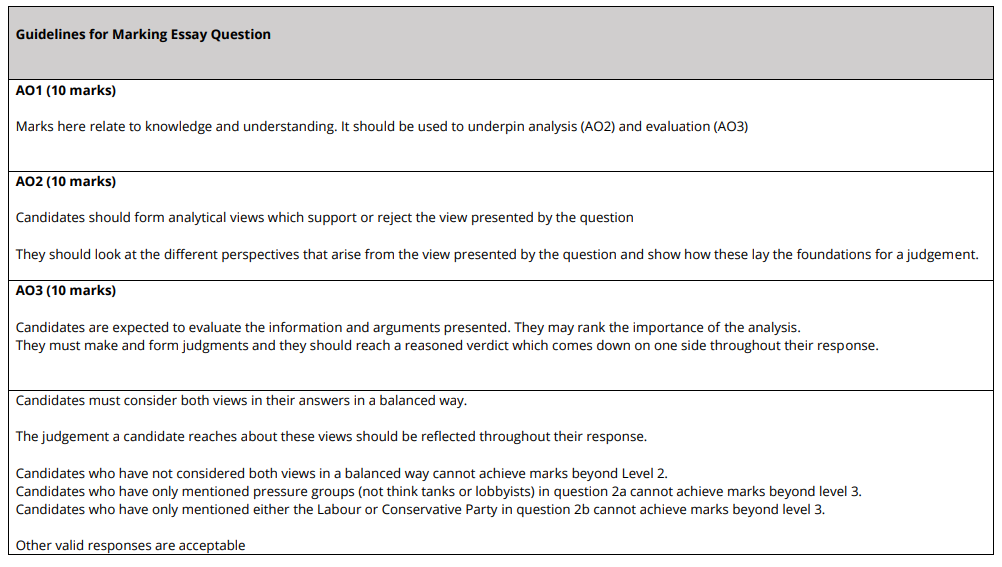 Guidelines for Marking Essay Question
AO1 (10 marks)
Marks here relate to knowledge and understanding. It should be used to underpin analysis (AO2) and evaluation (AO3)
AO2 (10 marks)
Candidates should form analytical views which support or reject the view presented by the question
They should look at the different perspectives that arise from the view presented by the question and show how these lay the foundations for a judgement.
AO3 (10 marks)
Candidates are expected to evaluate the information and arguments presented. They may rank the importance of the analysis.
They must make and form judgments and they should reach a reasoned verdict which comes down on one side throughout their response.
Candidates must consider both views in their answers in a balanced way.
The judgement a candidate reaches about these views should be reflected throughout their response.
Candidates who have not considered both views in a balanced way cannot achieve marks beyond Level 2.
Candidates who have only mentioned pressure groups (not think tanks or lobbyists) in question 2a cannot achieve marks beyond level 3.
Candidates who have only mentioned either the Labour or Conservative Party in question 2b cannot achieve marks beyond level 3.
Other valid responses are acceptable